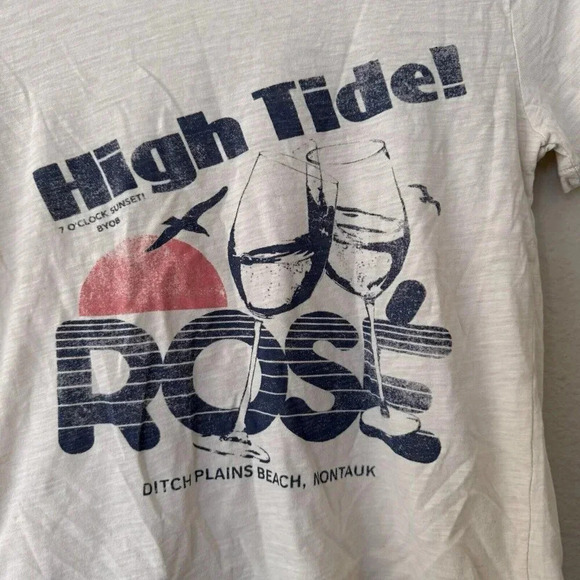 High Tide!
7 O'CLOCK SUNSET!
BYOB
ROSÉ
DITCH PLAINS BEACH, MONTAUK